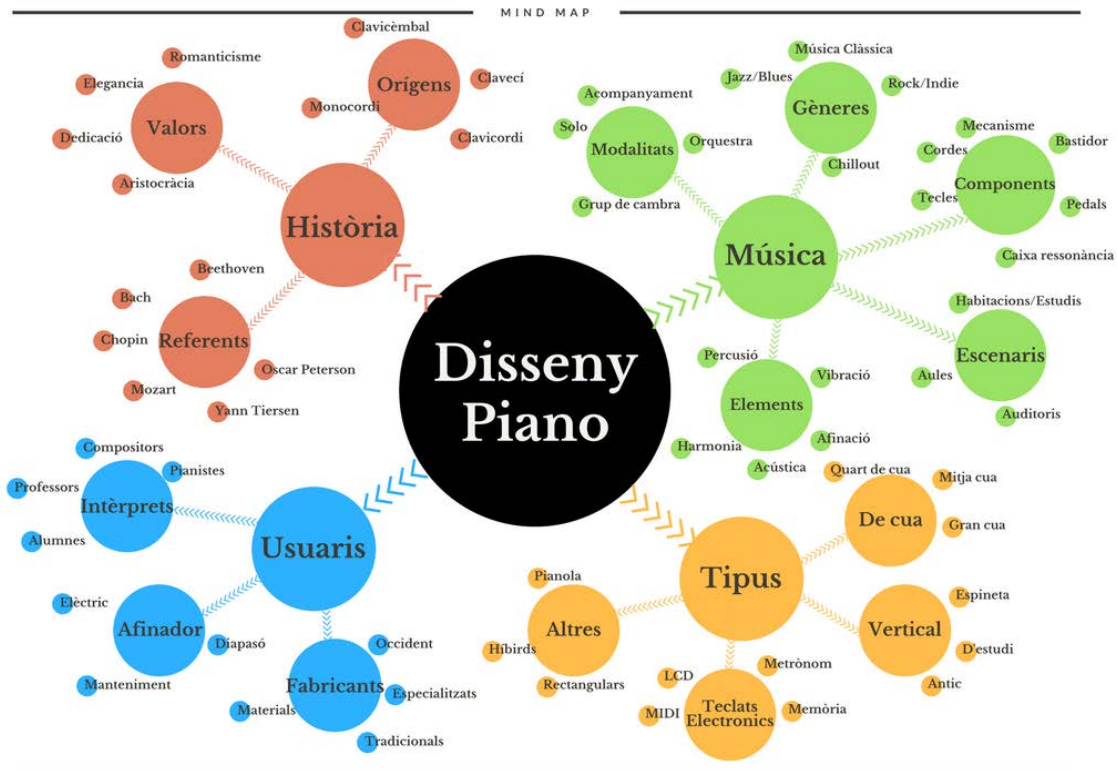 MIND MAP
Disseny
Piano
Història
Orígens
Clavicèmbal
Clavecí
Clavicordi
Monocordi
Valors
Romanticisme
Elegancia
Dedicació
Aristocràcia
Referents
Beethoven
Bach
Chopin
Mozart
Yann Tiersen
Oscar Peterson
Música
Modalitats
Acompanyament
Solo
Orquestra
Grup de cambra
Gèneres
Música Clàssica
Jazz/Blues
Rock/Indie
Chillout
Components
Mecanisme
Bastidor
Cordes
Tecles
Pedals
Caixa ressonància
Escenaris
Habitacions/Estudis
Aules
Auditoris
Elements
Percusió
Vibració
Afinació
Harmonia
Acústica
Usuaris
Intèrprets
Compositors
Pianistes
Professors
Alumnes
Afinador
Elèctric
Diapasó
Manteniment
Fabricants
Occident
Especialitzats
Materials
Tradicionals
Tipus
De cua
Quart de cua
Mitja cua
Gran cua
Vertical
Espineta
D'estudi
Antic
Altres
Pianola
Híbirds
Rectangulars
Teclats
Electronics
LCD
Metrònom
MIDI
Memòria